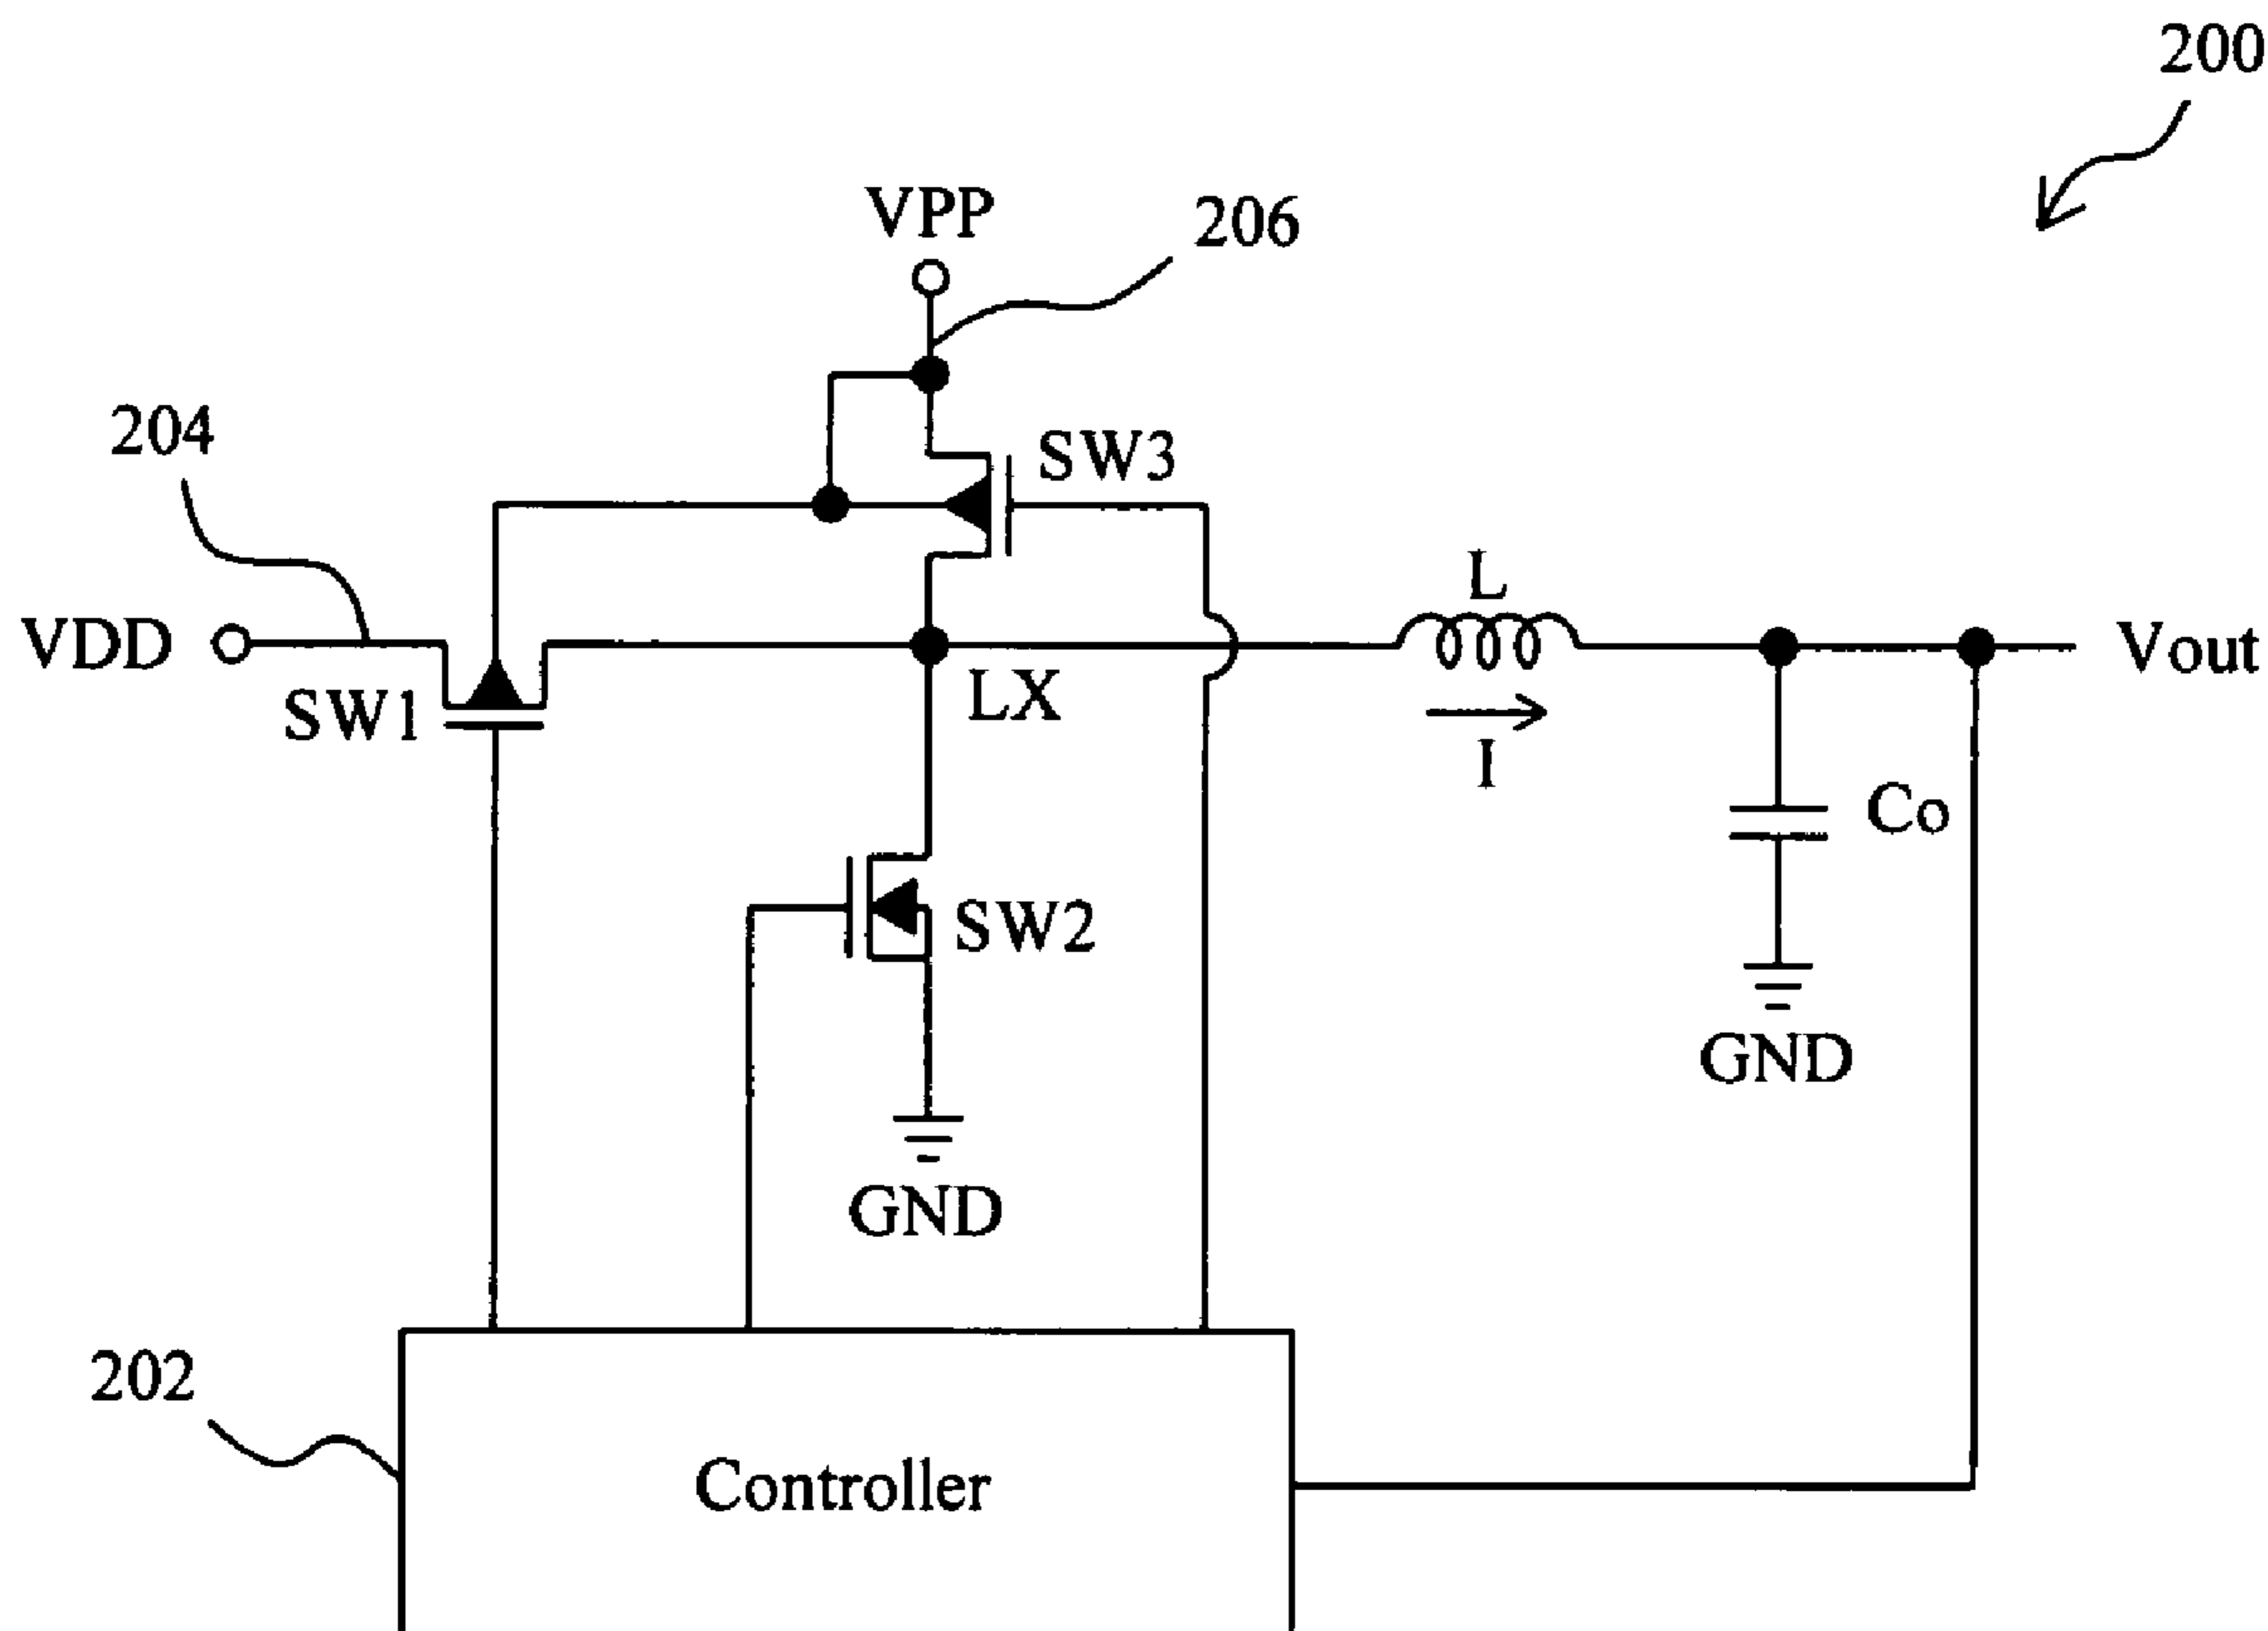 200
VPP
206
204
SW3
L
VDD
Vout
SW1
LX
I
Co
SW2
GND
GND
202
Controller